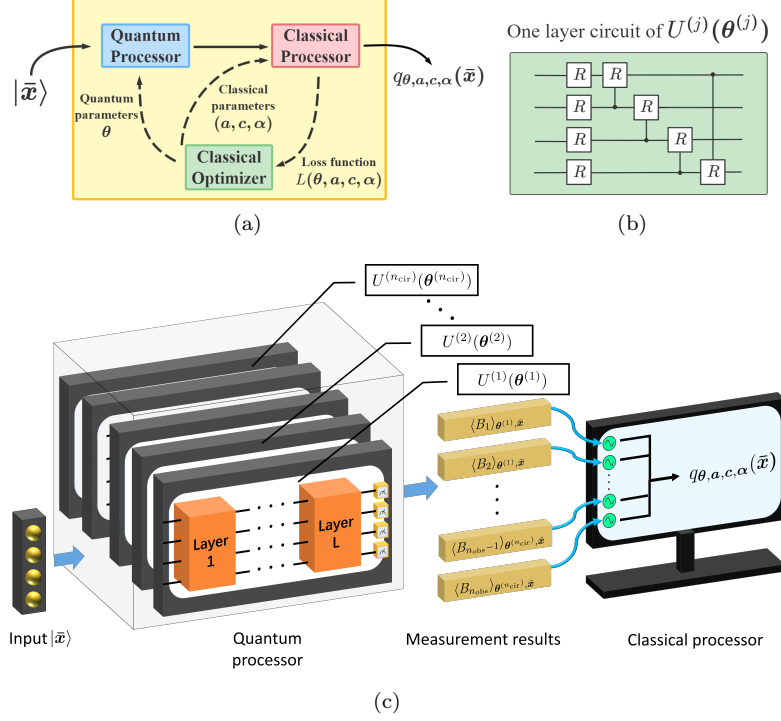 |x̄⟩
Quantum
Processor
Classical
Processor
q_{θ,a,c,α}(x̄)
Quantum
parameters
θ
Classical
parameters
(a, c, α)
Classical
Optimizer
Loss function
L(θ, a, c, α)
(a)
One layer circuit of U^{(j)}(θ^{(j)})
R R
R R
R R
R R
(b)
U^{(n_cir)}(θ^{(n_cir)})
U^{(2)}(θ^{(2)})
U^{(1)}(θ^{(1)})
Layer
1
Layer
L
⟨B_1⟩_{θ^{(1)},x̄}
⟨B_2⟩_{θ^{(1)},x̄}
⟨B_{n_obs−1}⟩_{θ^{(n_cir)},x̄}
⟨B_{n_obs}⟩_{θ^{(n_cir)},x̄}
q_{θ,a,c,α}(x̄)
Input |x̄⟩
Quantum
processor
Measurement results
Classical processor
(c)